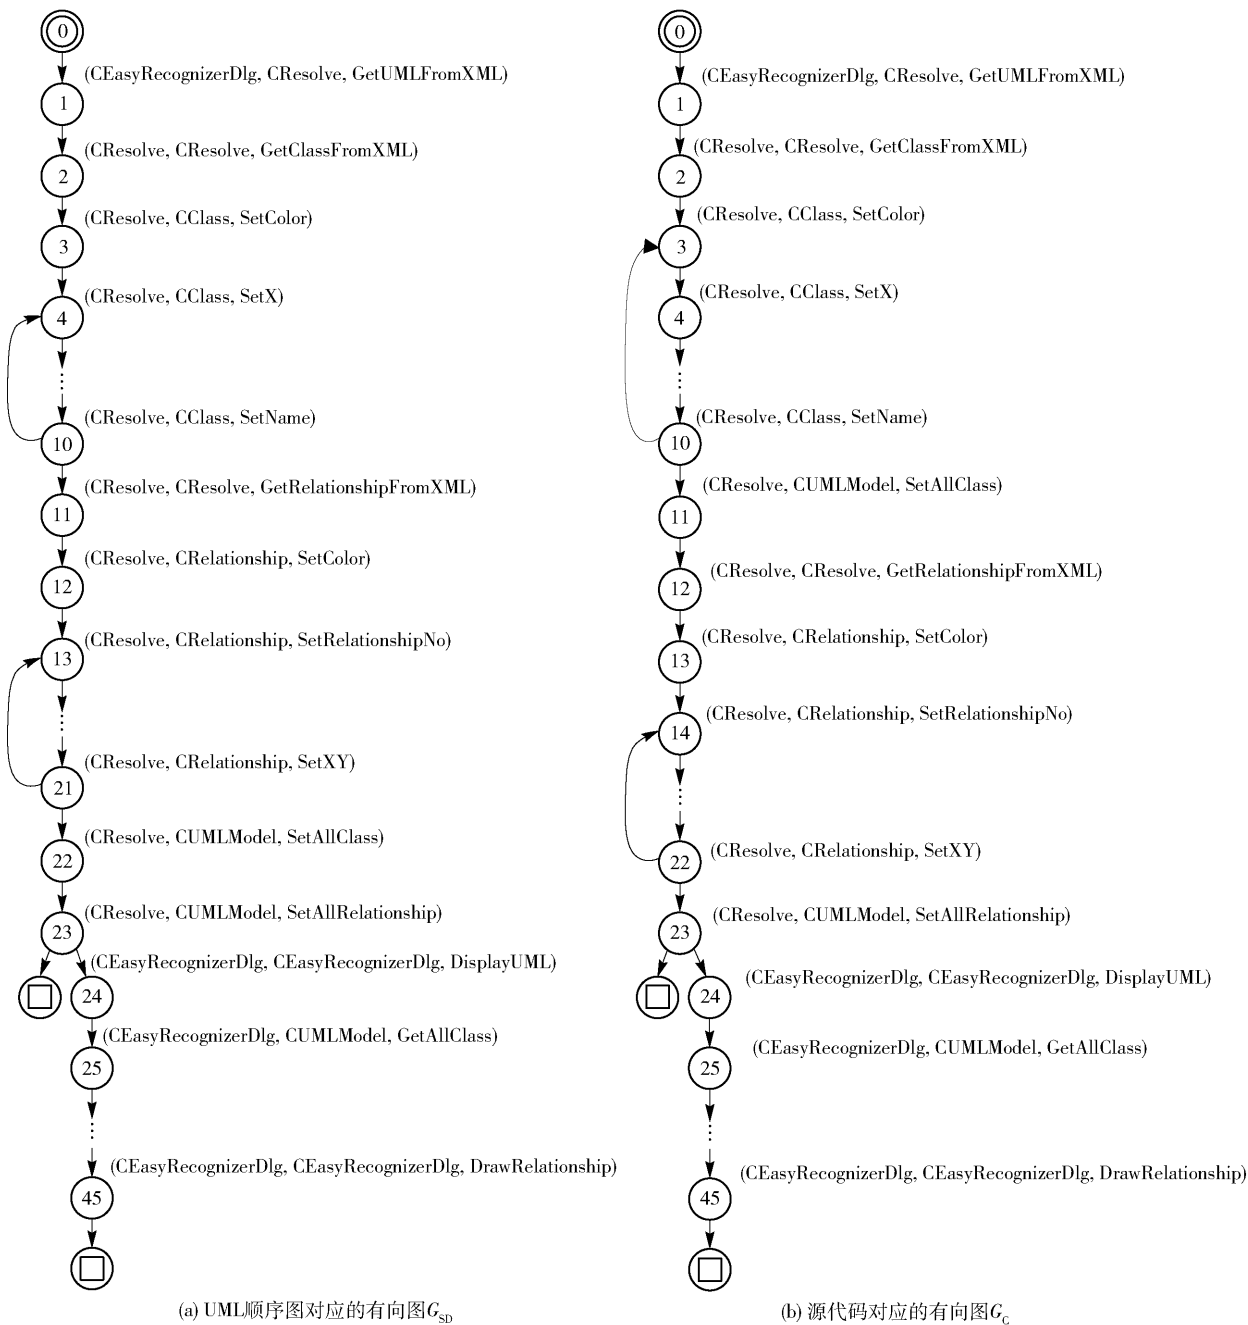 0
(CEasyRecognizerDlg, CResolve, GetUMLFromXML)
1
(CResolve, CResolve, GetClassFromXML)
2
(CResolve, CClass, SetColor)
3
(CResolve, CClass, SetX)
4
(CResolve, CClass, SetName)
10
(CResolve, CResolve, GetRelationshipFromXML)
11
(CResolve, CRelationship, SetColor)
12
(CResolve, CRelationship, SetRelationshipNo)
13
(CResolve, CRelationship, SetXY)
21
(CResolve, CUMLModel, SetAllClass)
22
(CResolve, CUMLModel, SetAllRelationship)
23
(CEasyRecognizerDlg, CEasyRecognizerDlg, DisplayUML)
24
(CEasyRecognizerDlg, CUMLModel, GetAllClass)
25
(CEasyRecognizerDlg, CEasyRecognizerDlg, DrawRelationship)
45
(a) UML顺序图对应的有向图GSD
0
(CEasyRecognizerDlg, CResolve, GetUMLFromXML)
1
(CResolve, CResolve, GetClassFromXML)
2
(CResolve, CClass, SetColor)
3
(CResolve, CClass, SetX)
4
(CResolve, CClass, SetName)
10
(CResolve, CUMLModel, SetAllClass)
11
(CResolve, CResolve, GetRelationshipFromXML)
12
(CResolve, CRelationship, SetColor)
13
(CResolve, CRelationship, SetRelationshipNo)
14
(CResolve, CRelationship, SetXY)
22
(CResolve, CUMLModel, SetAllRelationship)
23
(CEasyRecognizerDlg, CEasyRecognizerDlg, DisplayUML)
24
(CEasyRecognizerDlg, CUMLModel, GetAllClass)
25
(CEasyRecognizerDlg, CEasyRecognizerDlg, DrawRelationship)
45
(b) 源代码对应的有向图GC